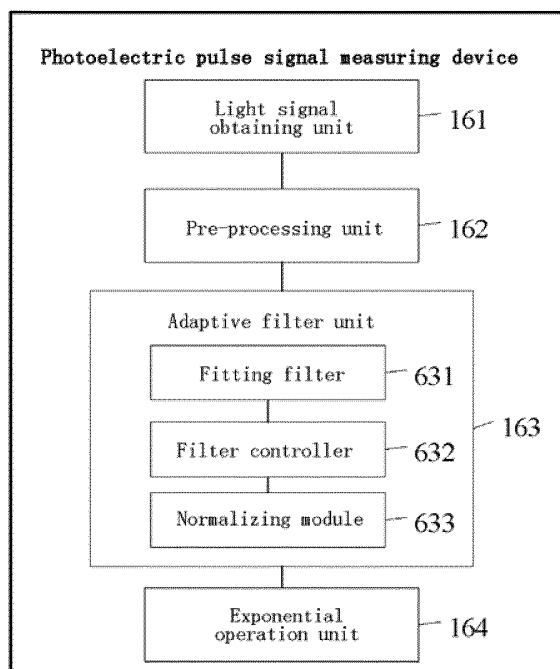 Photoelectric pulse signal measuring device
Light signal
obtaining unit
161
Pre-processing unit
162
Adaptive filter unit
Fitting filter
631
Filter controller
632
163
Normalizing module
633
Exponential
operation unit
164